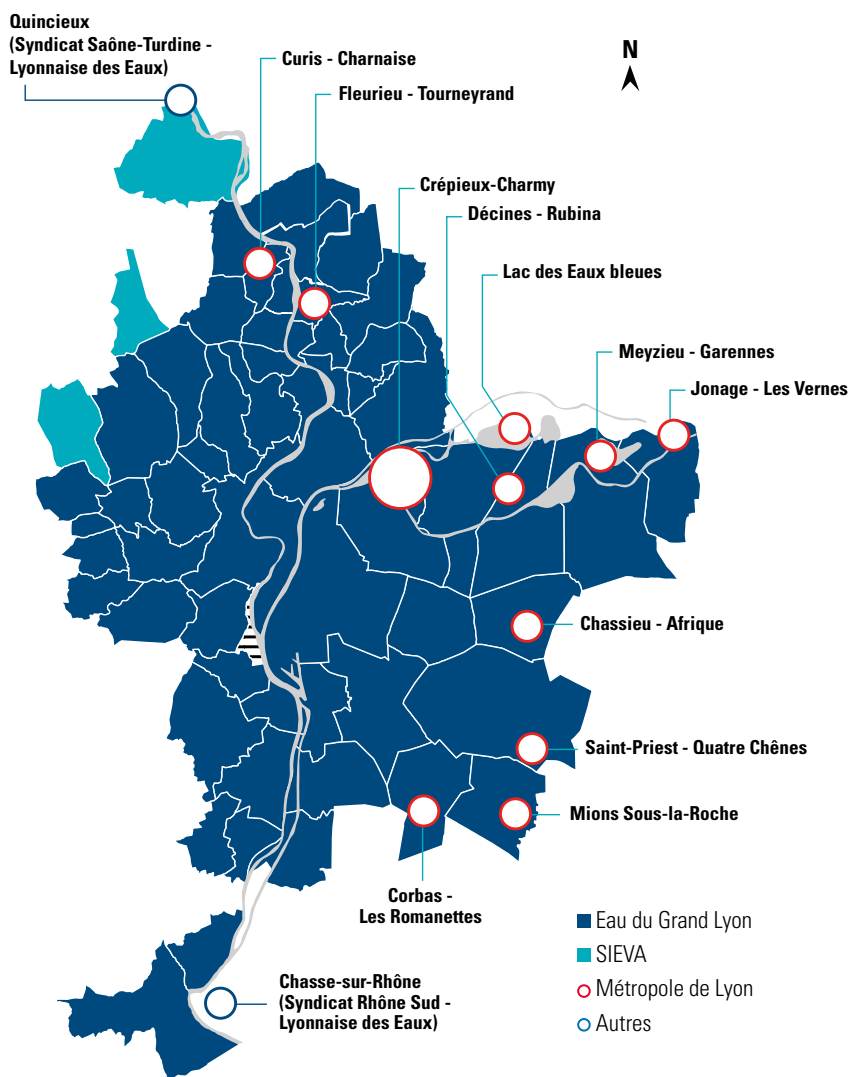 Quincieux
(Syndicat Saône-Turdine -
Lyonnaise des Eaux)
Curis - Charnaise
N
Fleurieu - Tourneyrand
Crépieux-Charmy
Décines - Rubina
Lac des Eaux bleues
Meyzieu - Garennes
Jonage - Les Vernes
Chassieu - Afrique
Saint-Priest - Quatre Chênes
Mions Sous-la-Roche
Corbas -
Les Romanettes
Chasse-sur-Rhône
(Syndicat Rhône Sud -
Lyonnaise des Eaux)
Eau du Grand Lyon
SIEVA
Métropole de Lyon
Autres